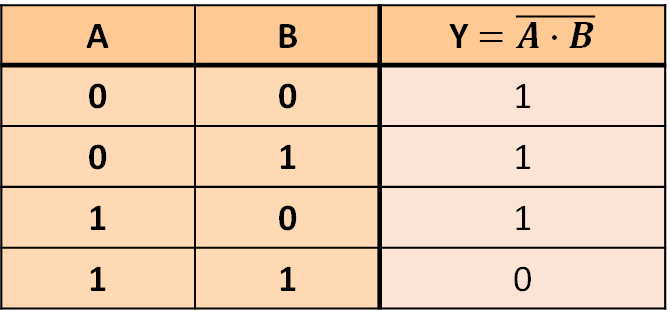 A B Y = $\overline{A \cdot B}$
0 0 1
0 1 1
1 0 1
1 1 0